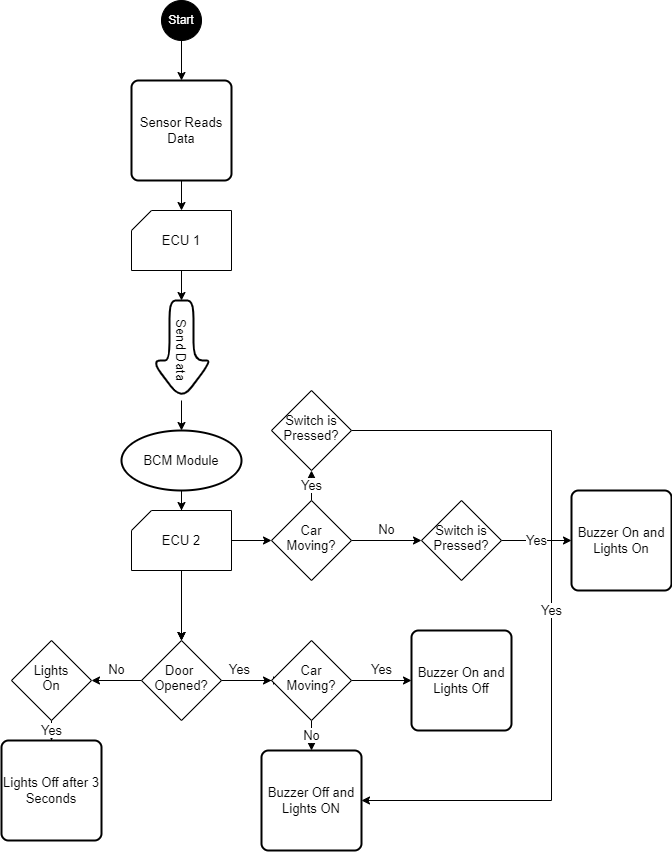 Start
Sensor Reads
Data
ECU 1
Send Data
Switch is
Pressed?
BCM Module
Yes
ECU 2
Car
Moving?
No
Switch is
Pressed?
Yes
Buzzer On and
Lights On
Yes
Lights
On
No
Door
Opened?
Yes
Car
Moving?
Yes
Buzzer On and
Lights Off
Yes
No
Lights Off after 3
Seconds
Buzzer Off and
Lights ON